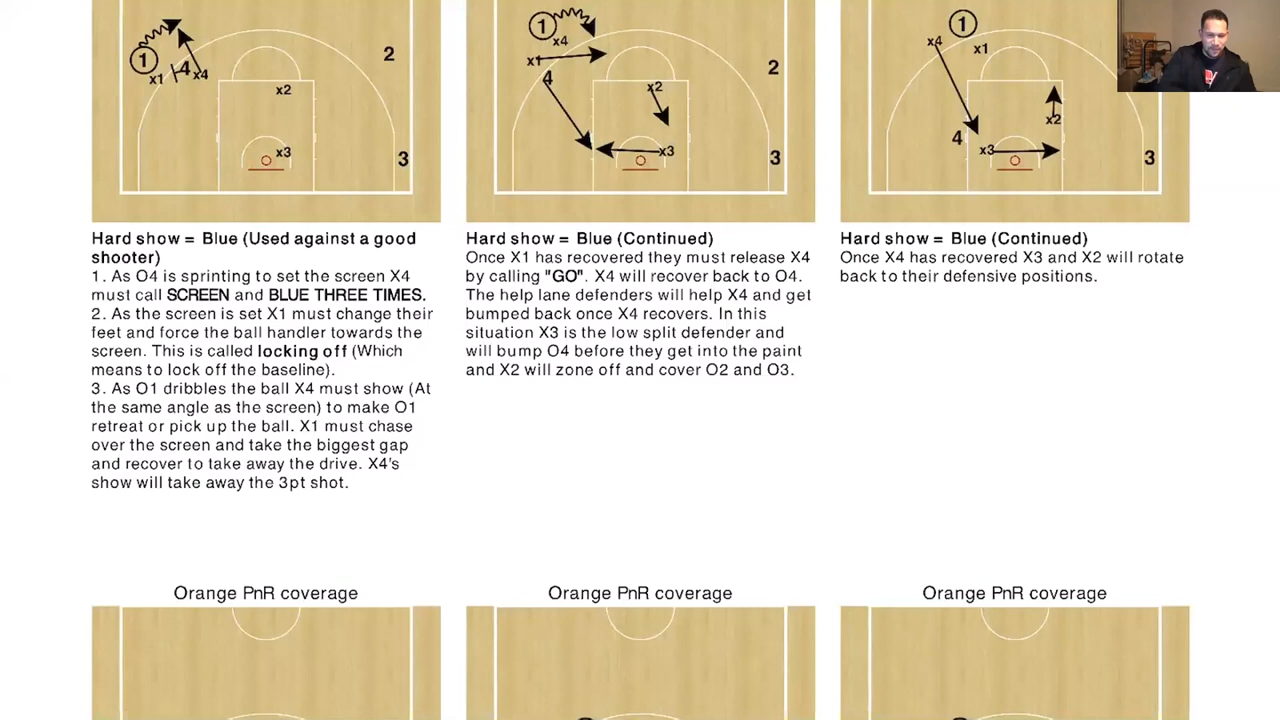 1
4
x1
x4
2
x2
x3
3
1
x4
x1
4
2
x2
x3
3
1
x4
x1
4
x2
x3
3
Hard show = Blue (Used against a good
shooter)
1. As O4 is sprinting to set the screen X4
must call SCREEN and BLUE THREE TIMES.
2. As the screen is set X1 must change their
feet and force the ball handler towards the
screen. This is called locking off (Which
means to lock off the baseline).
3. As O1 dribbles the ball X4 must show (At
the same angle as the screen) to make O1
retreat or pick up the ball. X1 must chase
over the screen and take the biggest gap
and recover to take away the drive. X4's
show will take away the 3pt shot.
Hard show = Blue (Continued)
Once X1 has recovered they must release X4
by calling "GO". X4 will recover back to O4.
The help lane defenders will help X4 and get
bumped back once X4 recovers. In this
situation X3 is the low split defender and
will bump O4 before they get into the paint
and X2 will zone off and cover O2 and O3.
Hard show = Blue (Continued)
Once X4 has recovered X3 and X2 will rotate
back to their defensive positions.
Orange PnR coverage
Orange PnR coverage
Orange PnR coverage